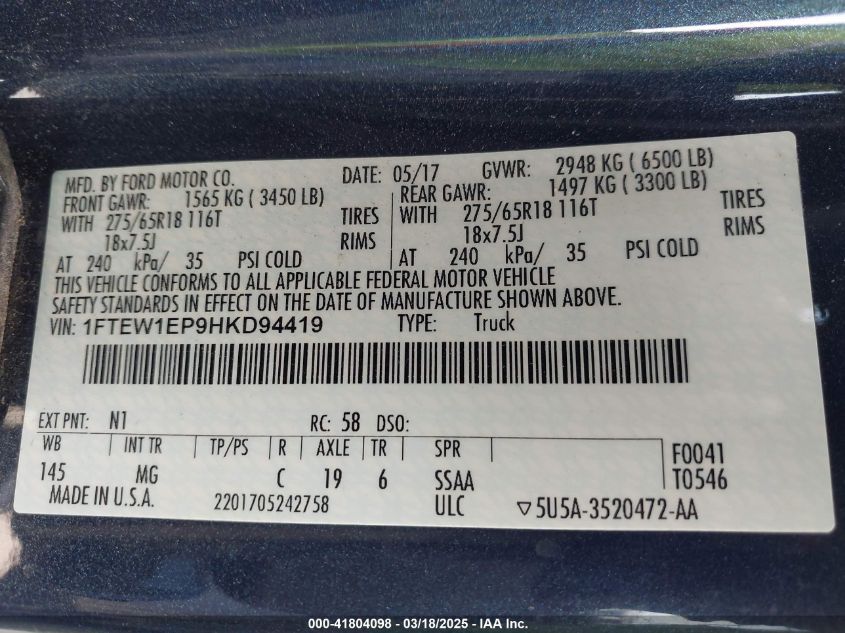 MFD. BY FORD MOTOR CO. DATE: 05/17 GVWR: 2948 KG ( 6500 LB)
FRONT GAWR: 1565 KG ( 3450 LB) REAR GAWR: 1497 KG ( 3300 LB)
WITH 275/65R18 116T TIRES WITH 275/65R18 116T TIRES
18x7.5J RIMS 18x7.5J RIMS
AT 240 kPa/ 35 PSI COLD AT 240 kPa/ 35 PSI COLD
THIS VEHICLE CONFORMS TO ALL APPLICABLE FEDERAL MOTOR VEHICLE
SAFETY STANDARDS IN EFFECT ON THE DATE OF MANUFACTURE SHOWN ABOVE.
VIN: 1FTEW1EP9HKD94419 TYPE: Truck
EXT PNT: N1 RC: 58 DSO:
WB | INT TR | TP/PS | R | AXLE | TR | SPR F0041
145 MG C 19 6 SSAA T0546
MADE IN U.S.A. 2201705242758 ULC ▽5U5A-3520472-AA
000-41804098 - 03/18/2025 - IAA Inc.